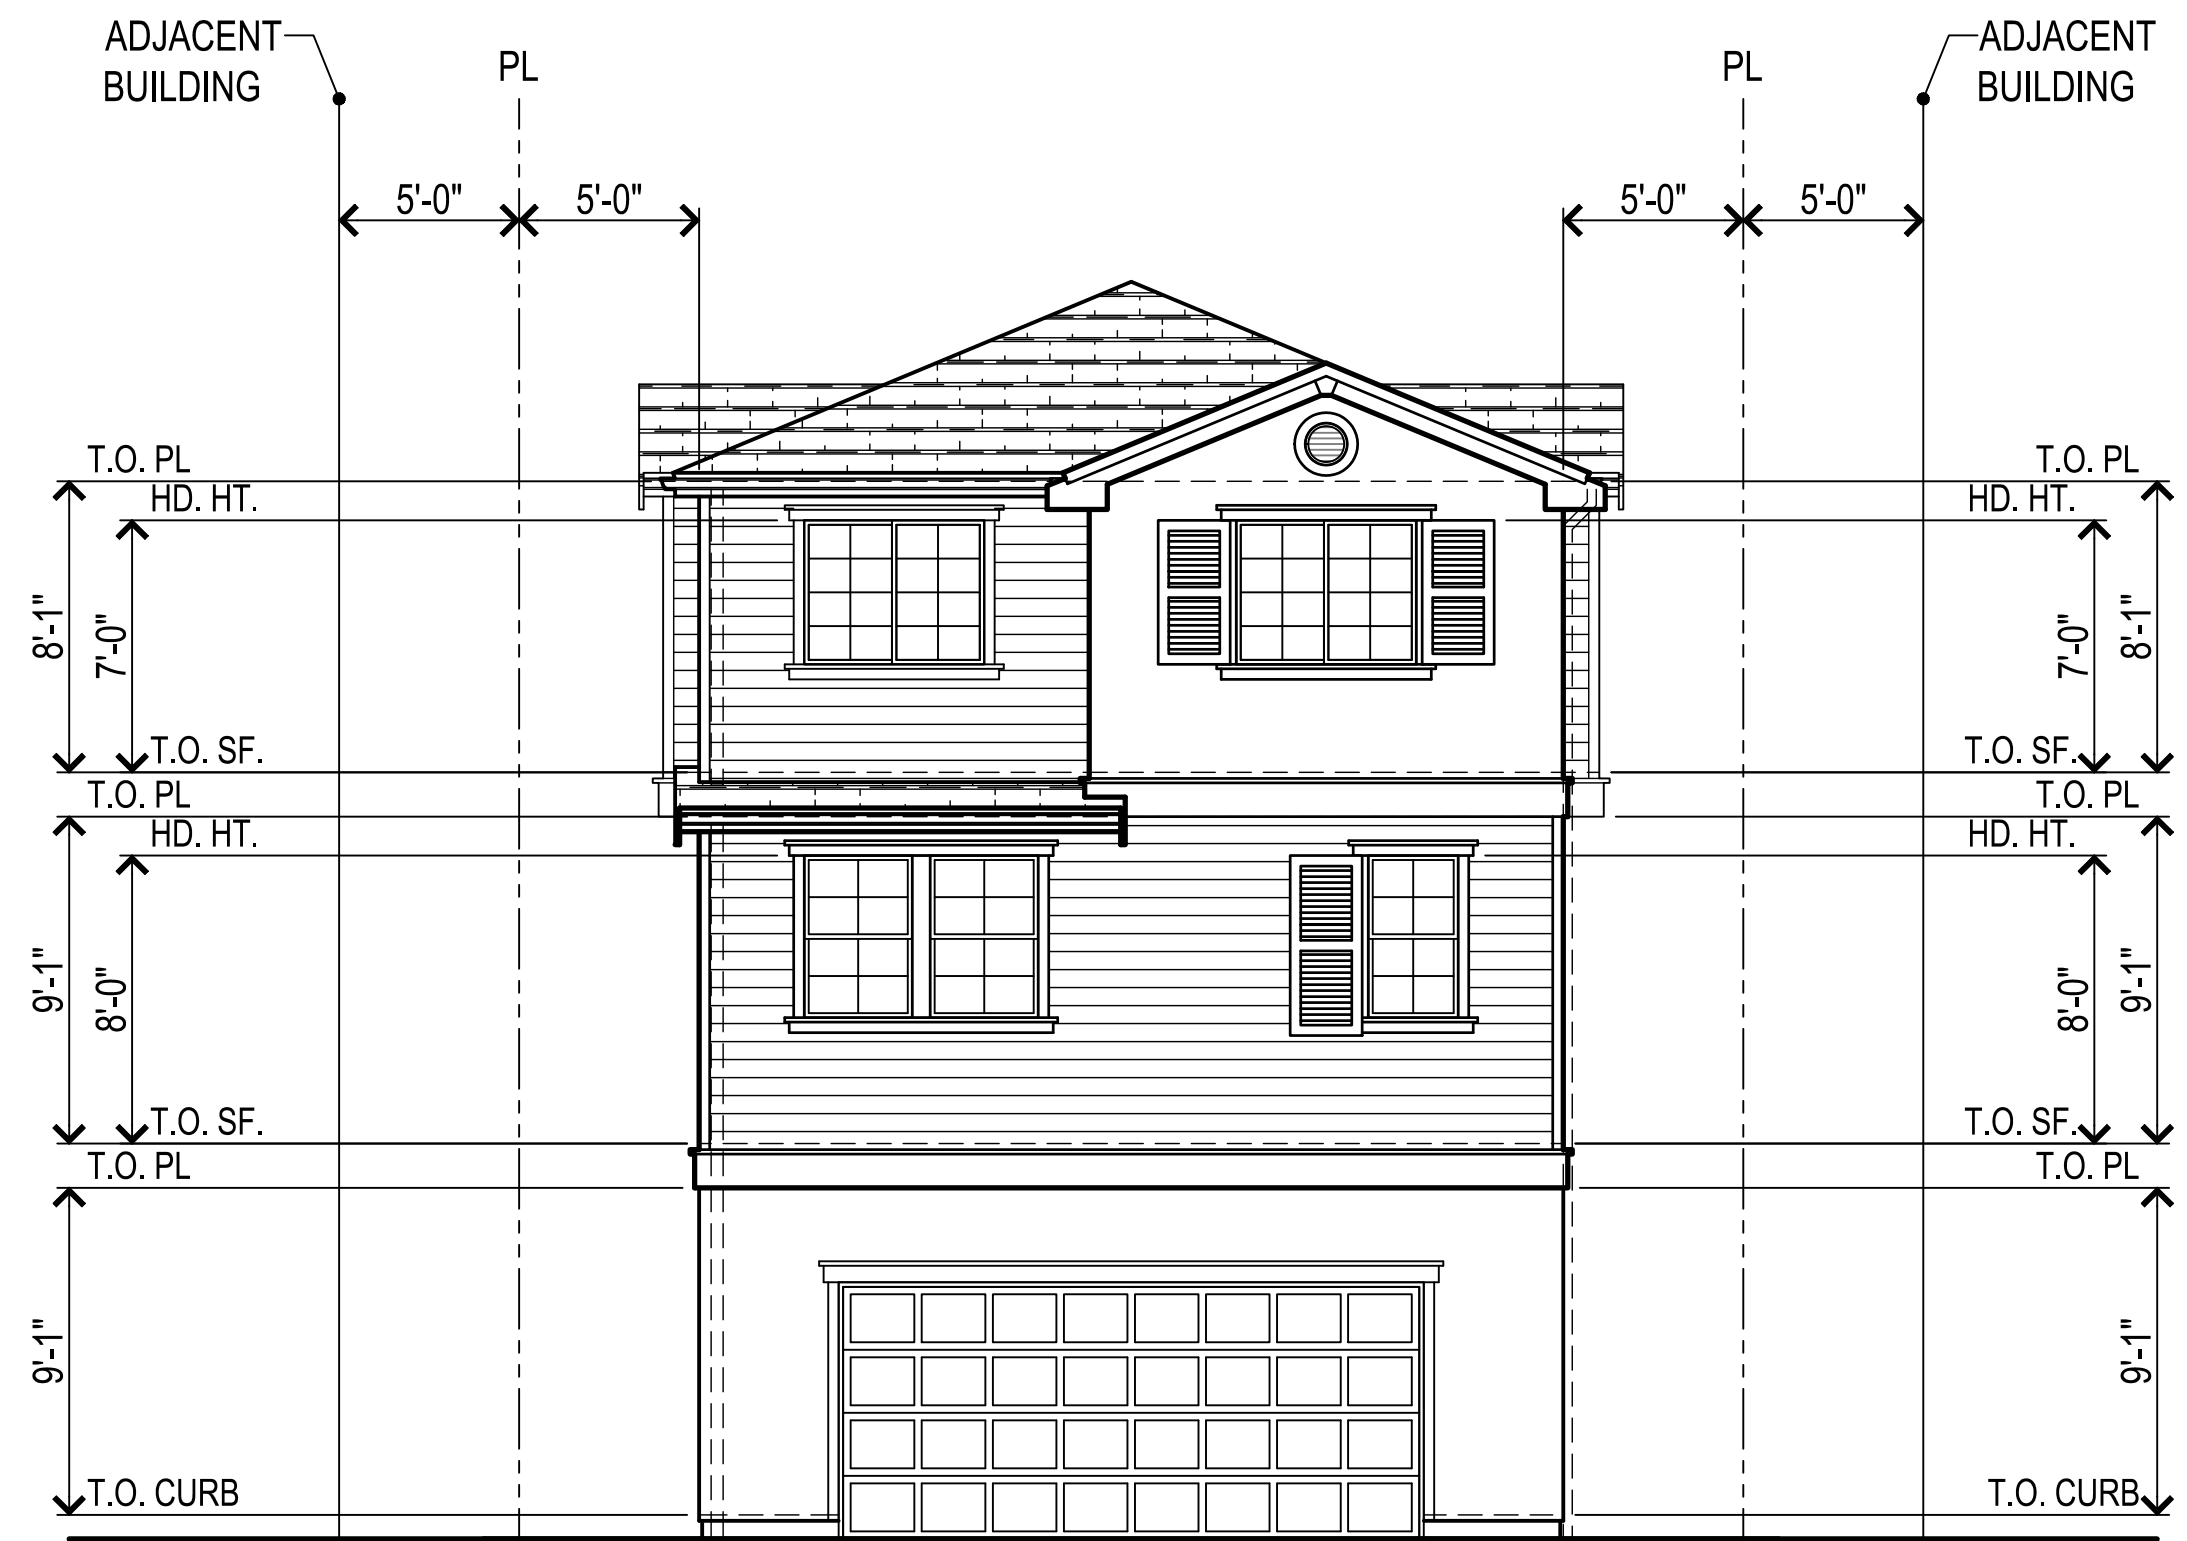 ADJACENT
BUILDING
PL
PL
ADJACENT
BUILDING
5'-0"
5'-0"
5'-0"
5'-0"
T.O. PL
T.O. PL
HD. HT.
HD. HT.
8'-1"
7'-0"
7'-0"
8'-1"
T.O. SF.
T.O. SF.
T.O. PL
T.O. PL
HD. HT.
HD. HT.
9'-1"
8'-0"
8'-0"
9'-1"
T.O. SF.
T.O. SF.
T.O. PL
T.O. PL
9'-1"
9'-1"
T.O. CURB
T.O. CURB